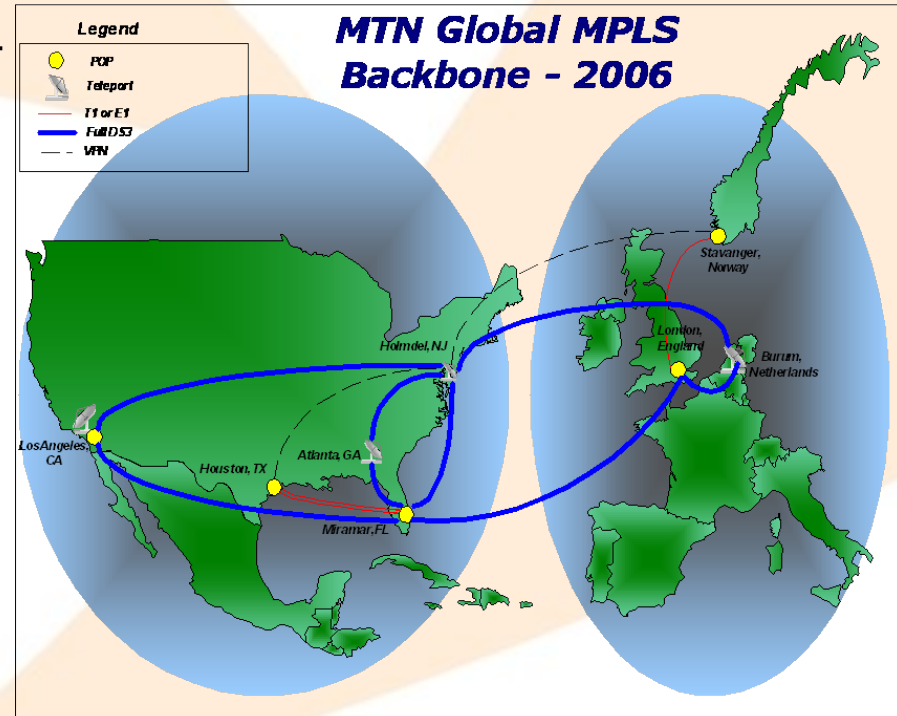 Legend
POP
Teleport
T1 or E1
Full DS3
VPN
MTN Global MPLS
Backbone - 2006
Stavanger,
Norway
London,
England
Burum,
Netherlands
Holmdel, NJ
Los Angeles,
CA
Houston, TX
Atlanta, GA
Miramar, FL